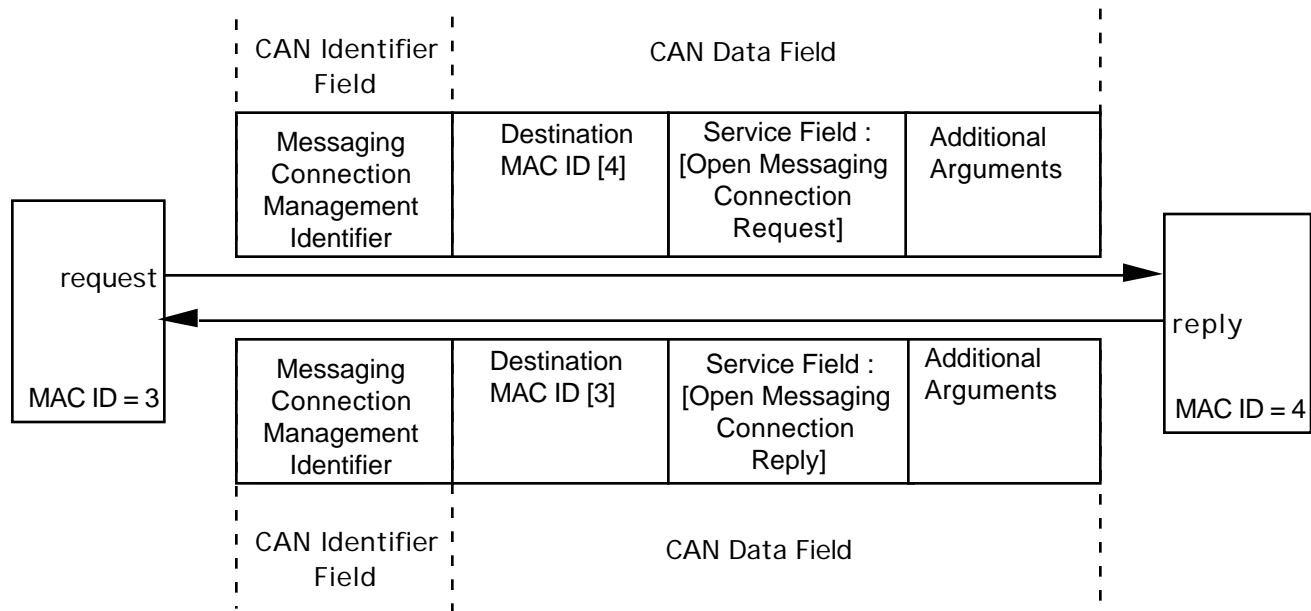 CAN Identifier
Field
CAN Data Field
Messaging
Connection
Management
Identifier
Destination
MAC ID [4]
Service Field :
[Open Messaging
Connection
Request]
Additional
Arguments
request
MAC ID = 3
reply
MAC ID = 4
Messaging
Connection
Management
Identifier
Destination
MAC ID [3]
Service Field :
[Open Messaging
Connection
Reply]
Additional
Arguments
CAN Identifier
Field
CAN Data Field